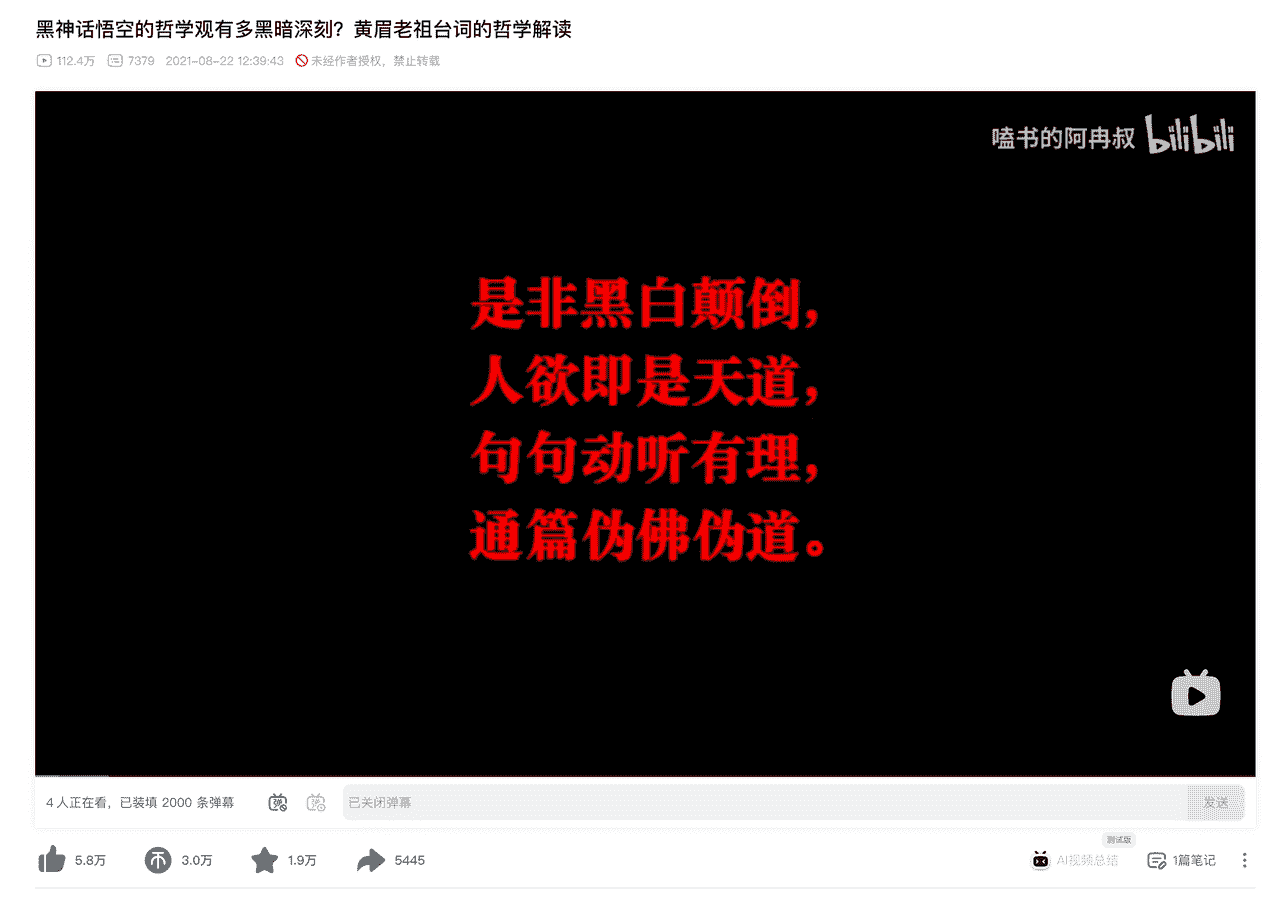 黑神话悟空的哲学观有多黑暗深刻？黄眉老祖台词的哲学解读
112.4万 7379 2021-08-22 12:39:43 未经作者授权，禁止转载
嗑书的阿冉叔 bilibili
是非黑白颠倒，
人欲即是天道，
句句动听有理，
通篇伪佛伪道。
4 人正在看，已装填 2000 条弹幕 弹 弹 已关闭弹幕 发送
测试版
5.8万 3.0万 1.9万 5445 AI视频总结 1篇笔记